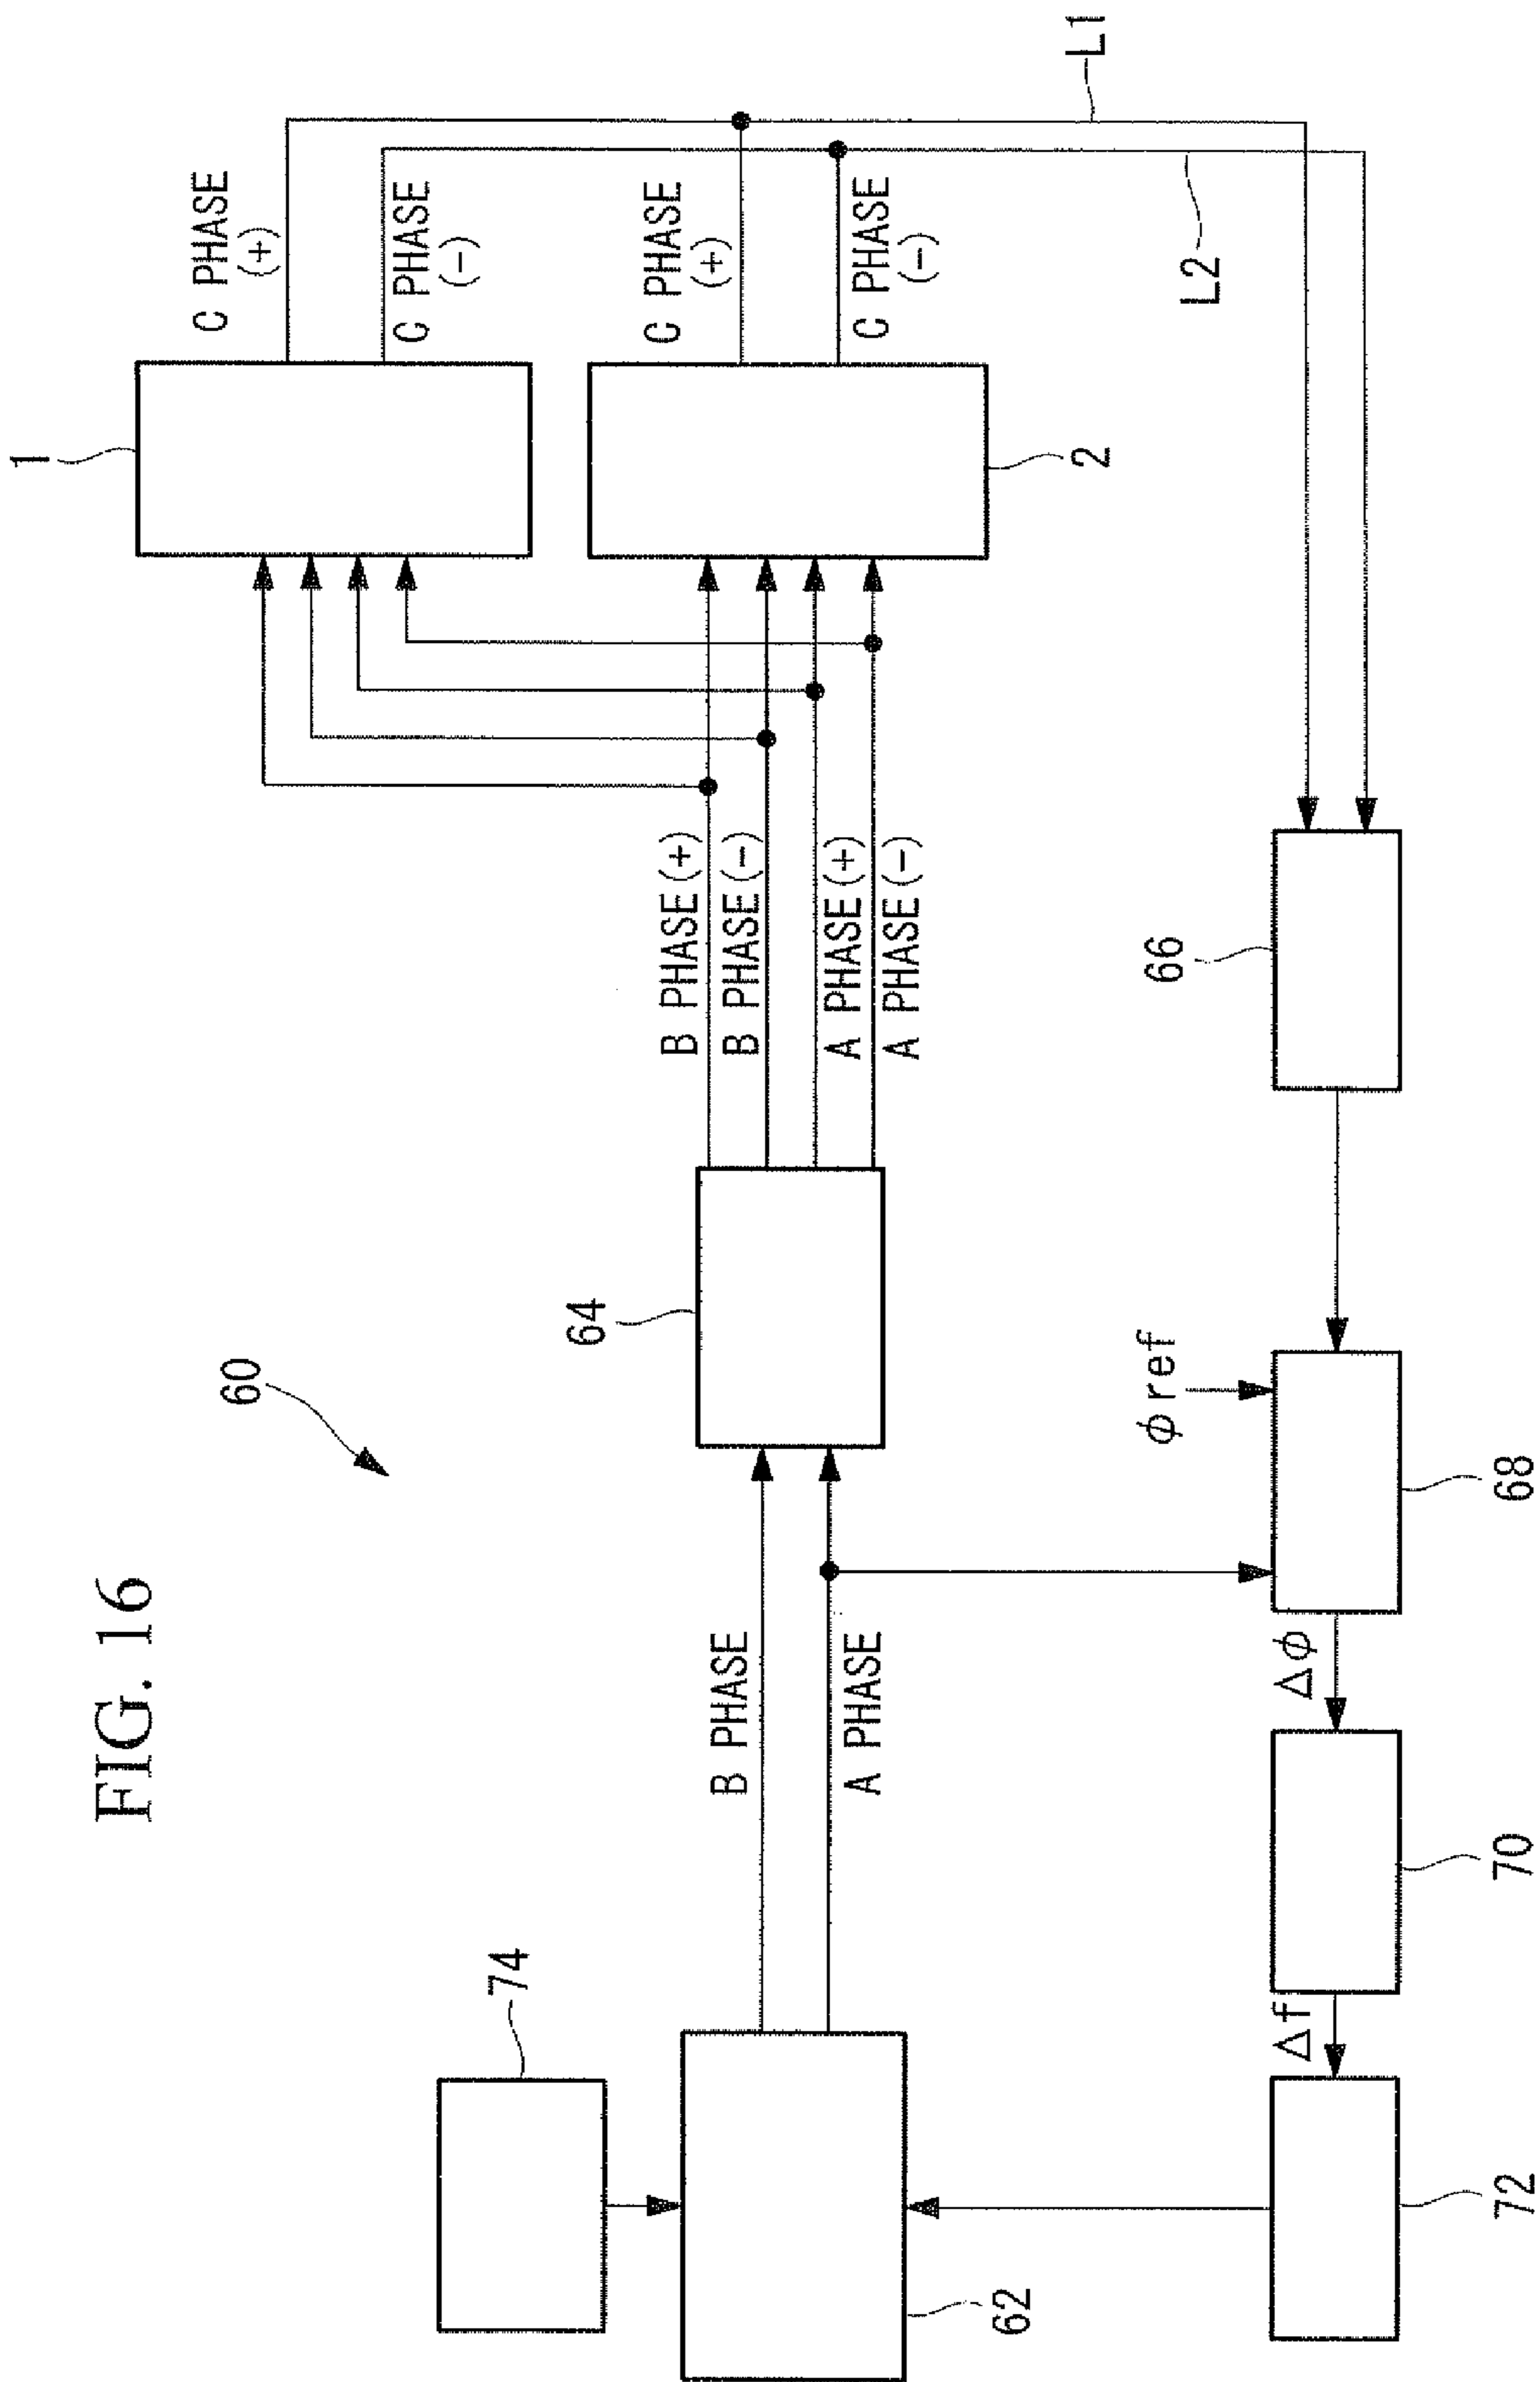 FIG. 16
60
74
62
B PHASE
A PHASE
64
B PHASE (+)
B PHASE (-)
A PHASE (+)
A PHASE (-)
1
2
C PHASE
(+)
C PHASE
(-)
C PHASE
(+)
C PHASE
(-)
L1
L2
66
φ ref
68
Δφ
70
Δf
72